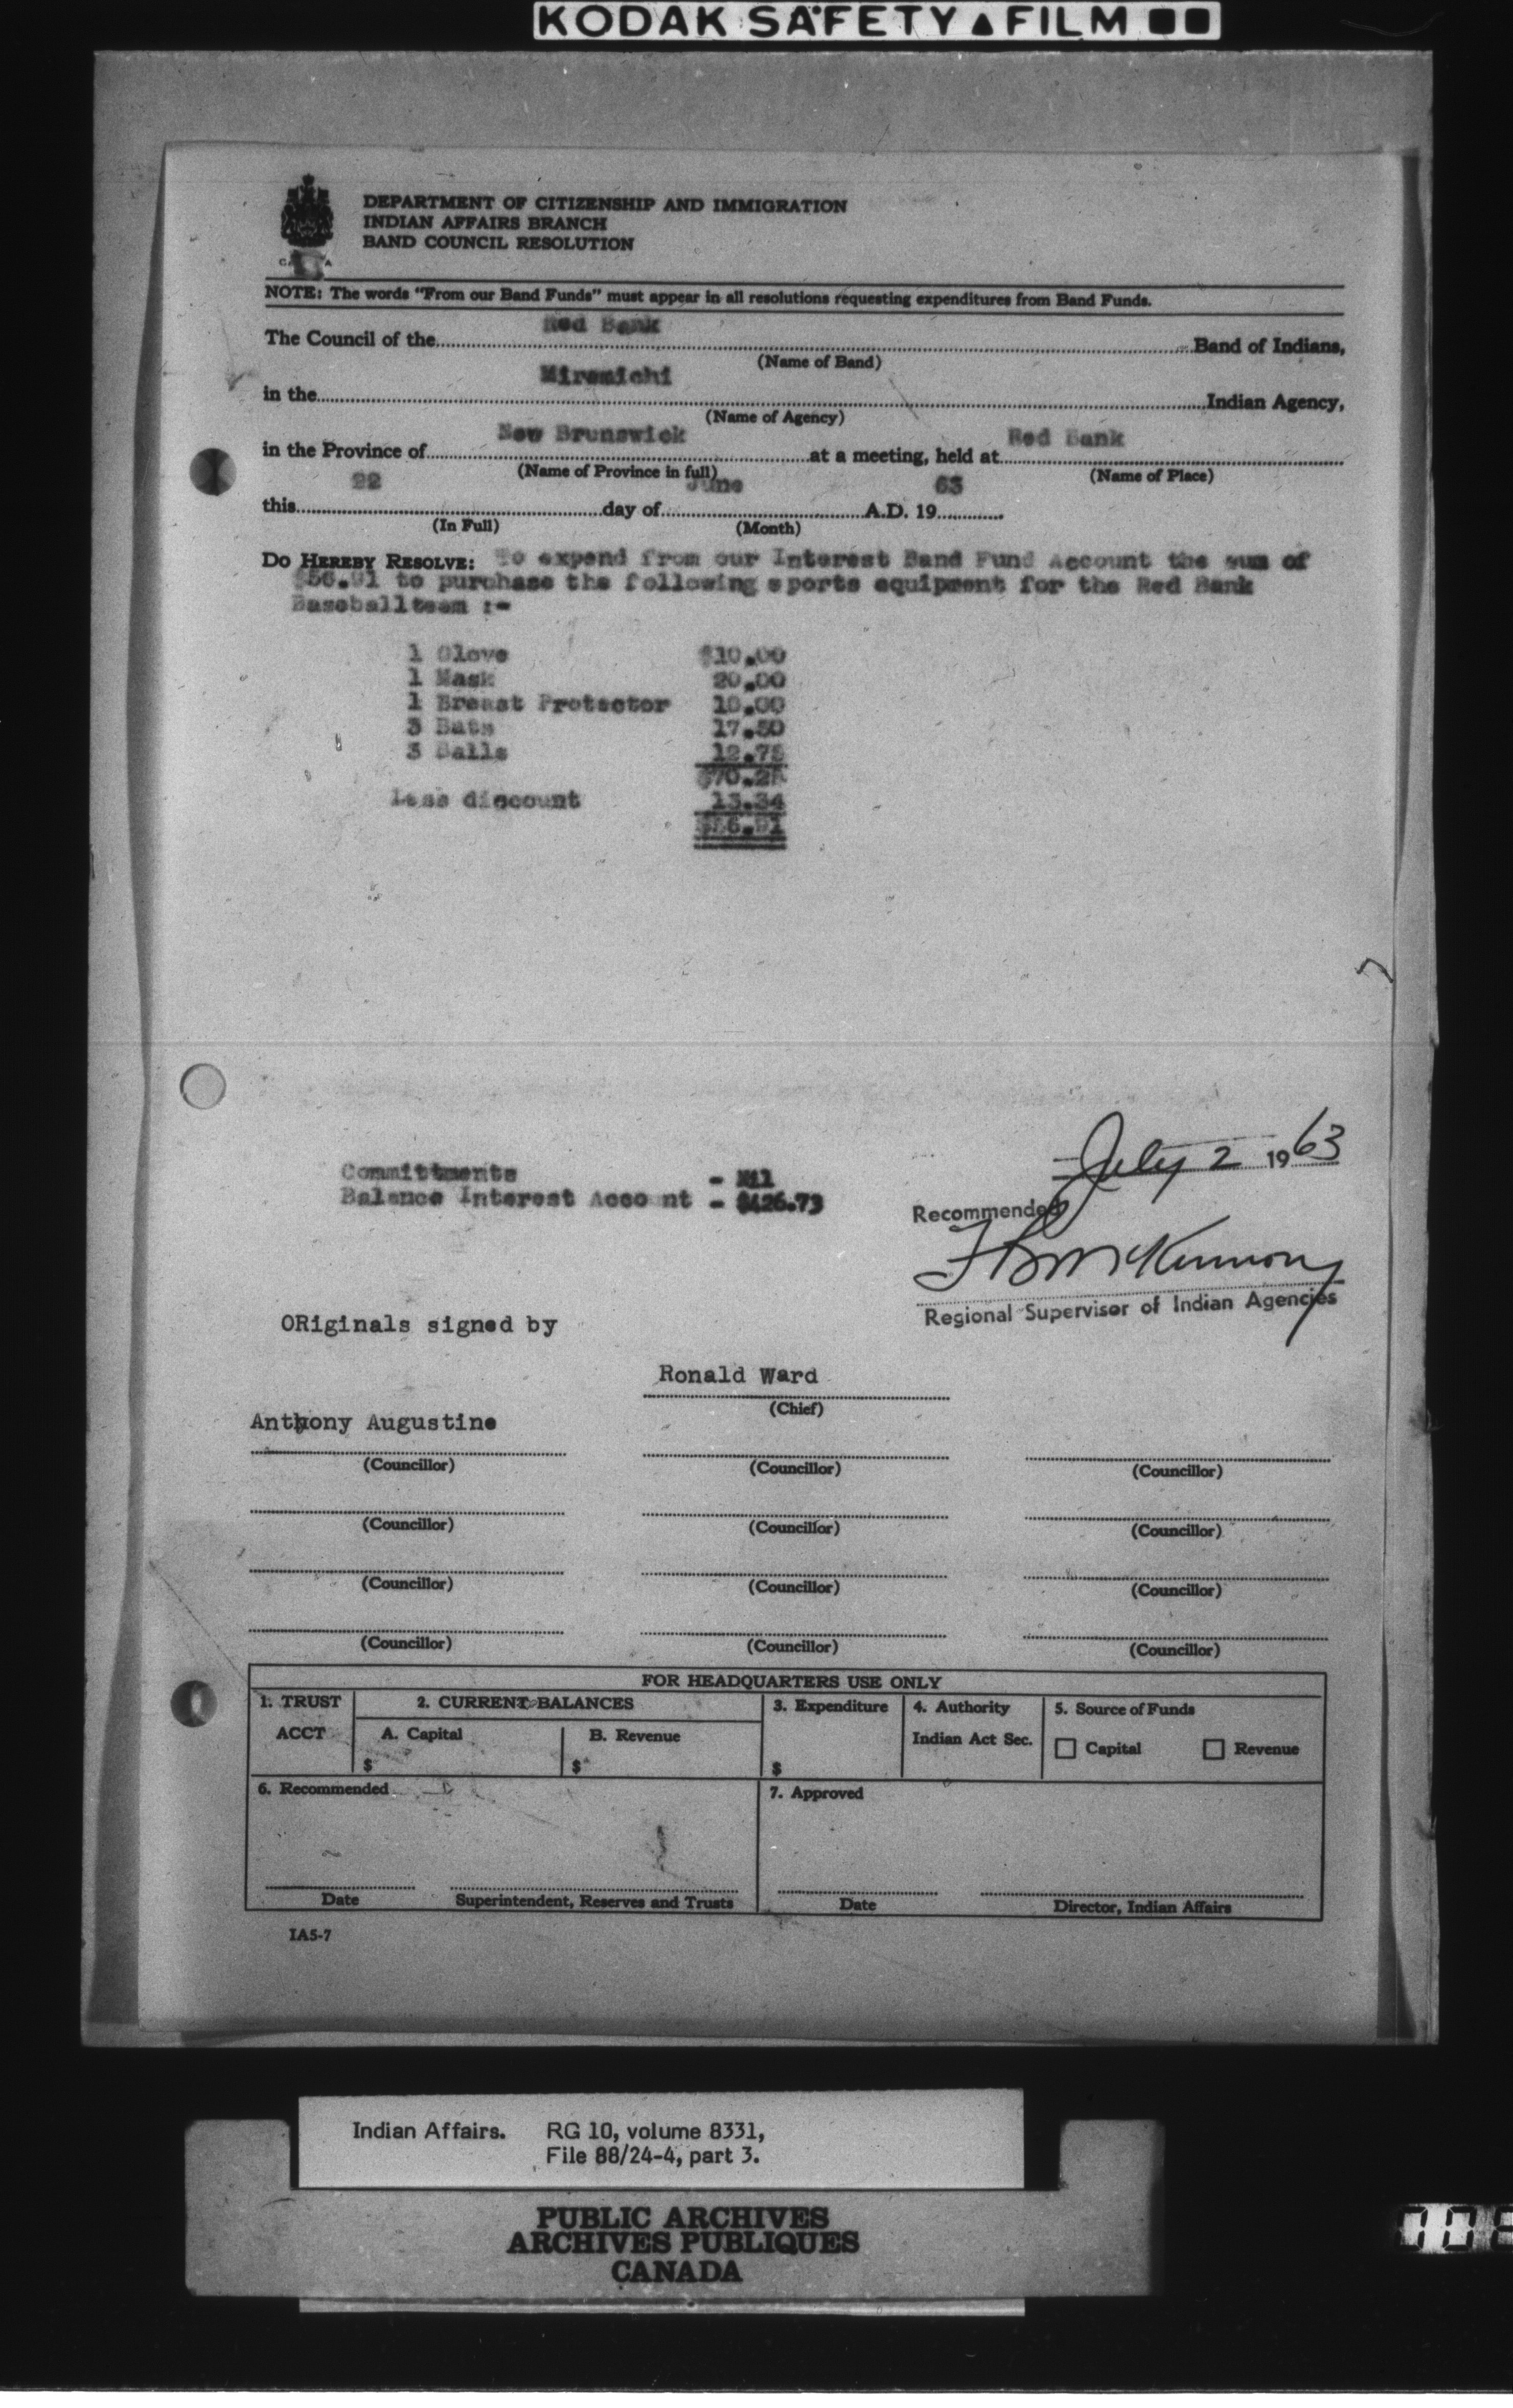 KODAK SAFETY ▲ FILM ■■
DEPARTMENT OF CITIZENSHIP AND IMMIGRATION
INDIAN AFFAIRS BRANCH
BAND COUNCIL RESOLUTION
NOTE: The words "From our Band Funds" must appear in all resolutions requesting expenditures from Band Funds.
Red Bank
The Council of the Band of Indians,
(Name of Band)
Miramichi
in the Indian Agency,
(Name of Agency)
New Brunswick Red Bank
in the Province of at a meeting, held at
(Name of Province in full) (Name of Place)
22 June 63
this day of A.D. 19
(In Full) (Month)
DO HEREBY RESOLVE: To expend from our Interest Band Fund Account the sum of
$56.91 to purchase the following sports equipment for the Red Bank
Baseballteam :-
1 Glove $10.00
1 Mask 20.00
1 Breast Protector 10.00
3 Bats 17.50
3 Balls 12.75
$70.25
Less discount 13.34
$56.91
July 2 1963
Committments - Nil
Balance Interest Acco nt - $426.73
Recommended
F B McKinnon
Regional Supervisor of Indian Agencies
ORiginals signed by
Ronald Ward
(Chief)
Anthony Augustine
(Councillor) (Councillor) (Councillor)
(Councillor) (Councillor) (Councillor)
(Councillor) (Councillor) (Councillor)
(Councillor) (Councillor) (Councillor)
FOR HEADQUARTERS USE ONLY
1. TRUST 2. CURRENT BALANCES 3. Expenditure 4. Authority 5. Source of Funds
ACCT A. Capital B. Revenue Indian Act Sec. Capital Revenue
$ $ $
6. Recommended 7. Approved
Date Superintendent, Reserves and Trusts Date Director, Indian Affairs
IA5-7
Indian Affairs. RG 10, volume 8331,
File 88/24-4, part 3.
PUBLIC ARCHIVES
ARCHIVES PUBLIQUES
CANADA